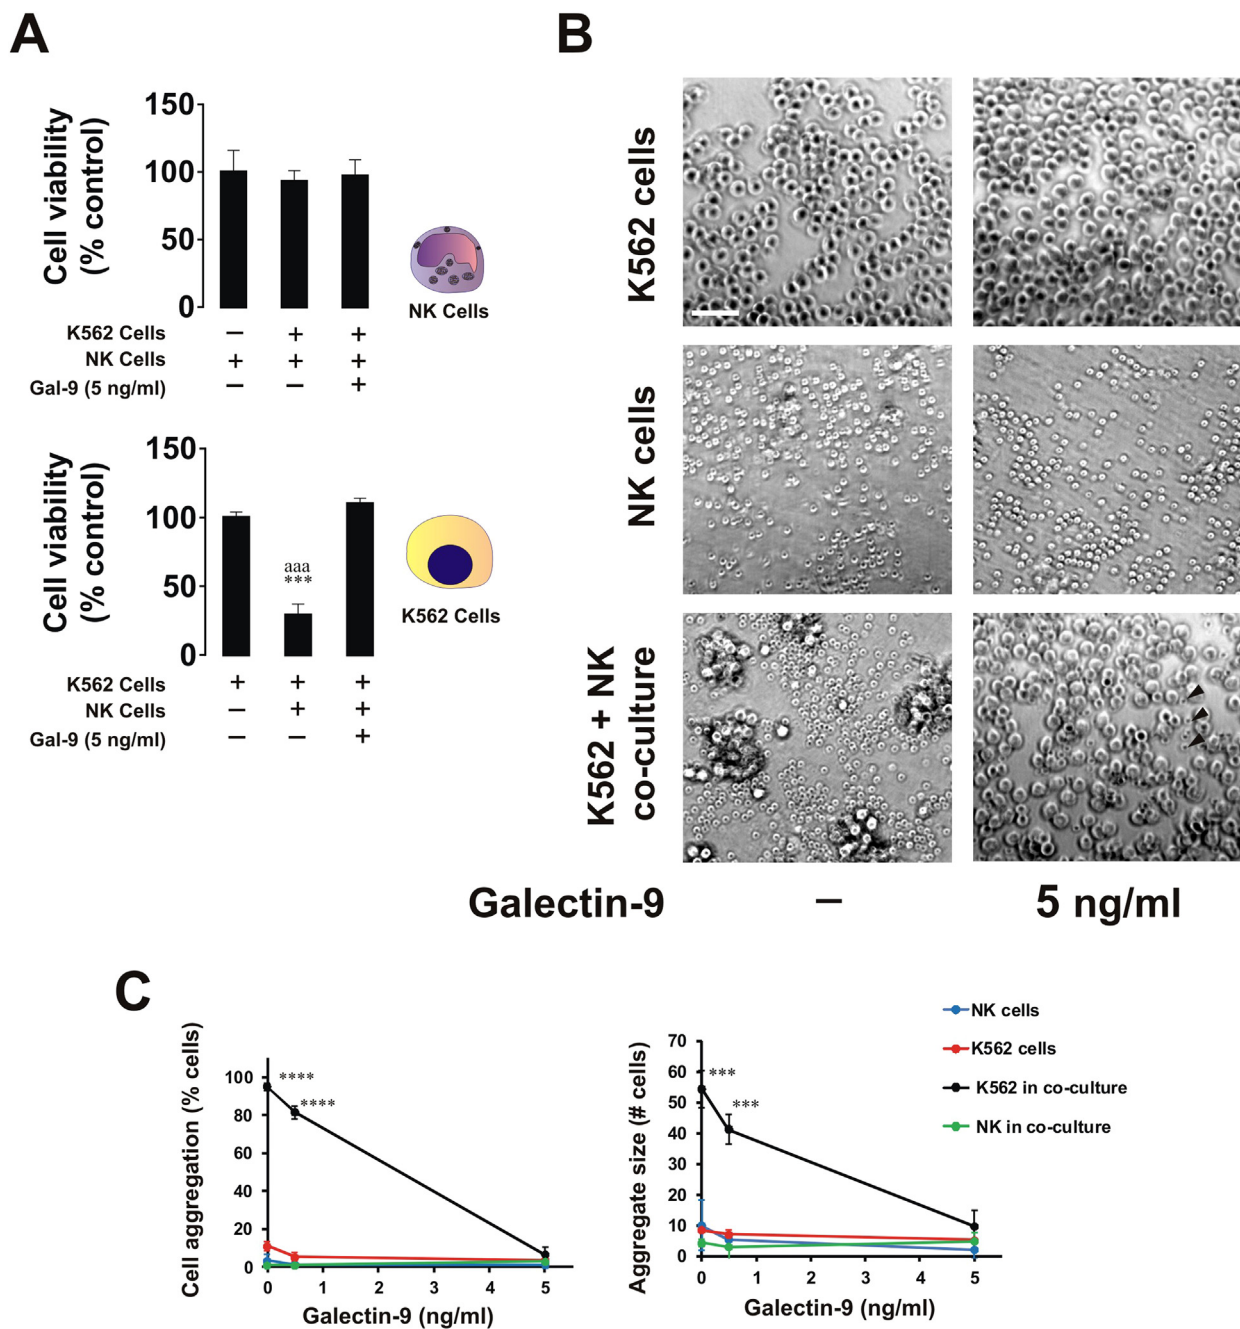 A
B
150
100
50
0
Cell viability
(% control)
NK Cells
K562 Cells − + +
NK Cells + + +
Gal-9 (5 ng/ml) − − +
150
100
50
0
Cell viability
(% control)
aaa
***
K562 Cells
K562 Cells + + +
NK Cells − + +
Gal-9 (5 ng/ml) − − +
K562 cells
NK cells
K562 + NK
co-culture
Galectin-9 − 5 ng/ml
C
Cell aggregation (% cells)
100
80
60
40
20
0
****
****
0 1 2 3 4 5
Galectin-9 (ng/ml)
Aggregate size (# cells)
70
60
50
40
30
20
10
0
***
***
0 1 2 3 4 5
Galectin-9 (ng/ml)
NK cells
K562 cells
K562 in co-culture
NK in co-culture